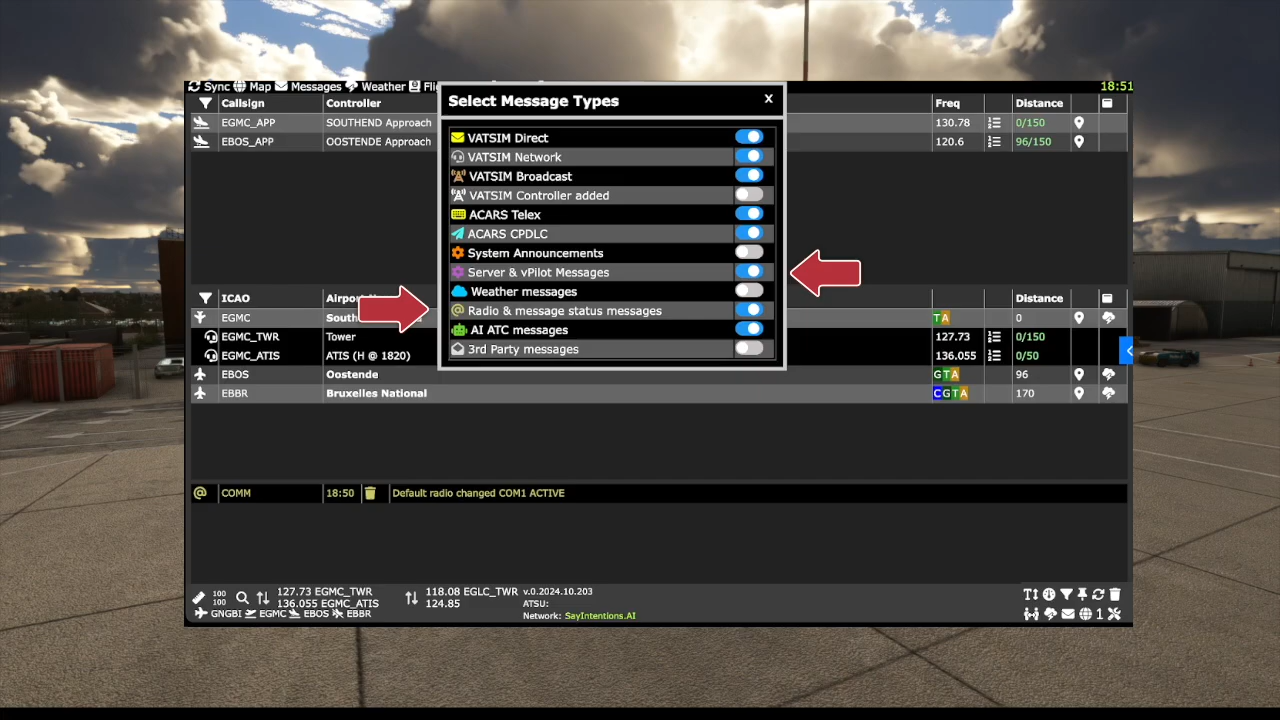 Sync Map Messages Weather
18:51
Select Message Types X
VATSIM Direct
VATSIM Network
VATSIM Broadcast
VATSIM Controller added
ACARS Telex
ACARS CPDLC
System Announcements
Server & vPilot Messages
Weather messages
Radio & message status messages
AI ATC messages
3rd Party messages
Callsign Controller Freq Distance
EGMC_APP SOUTHEND Approach 130.78 0/150
EBOS_APP OOSTENDE Approach 120.6 96/150
ICAO Distance
EGMC TA 0
EGMC_TWR Tower 127.73 0/150
EGMC_ATIS ATIS (H @ 1820) 136.055 0/50
EBOS Oostende GTA 96
EBBR Bruxelles National CGTA 170
@ COMM 18:50 Default radio changed COM1 ACTIVE
100 127.73 EGMC_TWR 118.08 EGLC_TWR v.0.2024.10.203
100 136.055 EGMC_ATIS 124.85 ATSU:
GNGBI EGMC EBOS EBBR Network: SayIntentions.AI
1